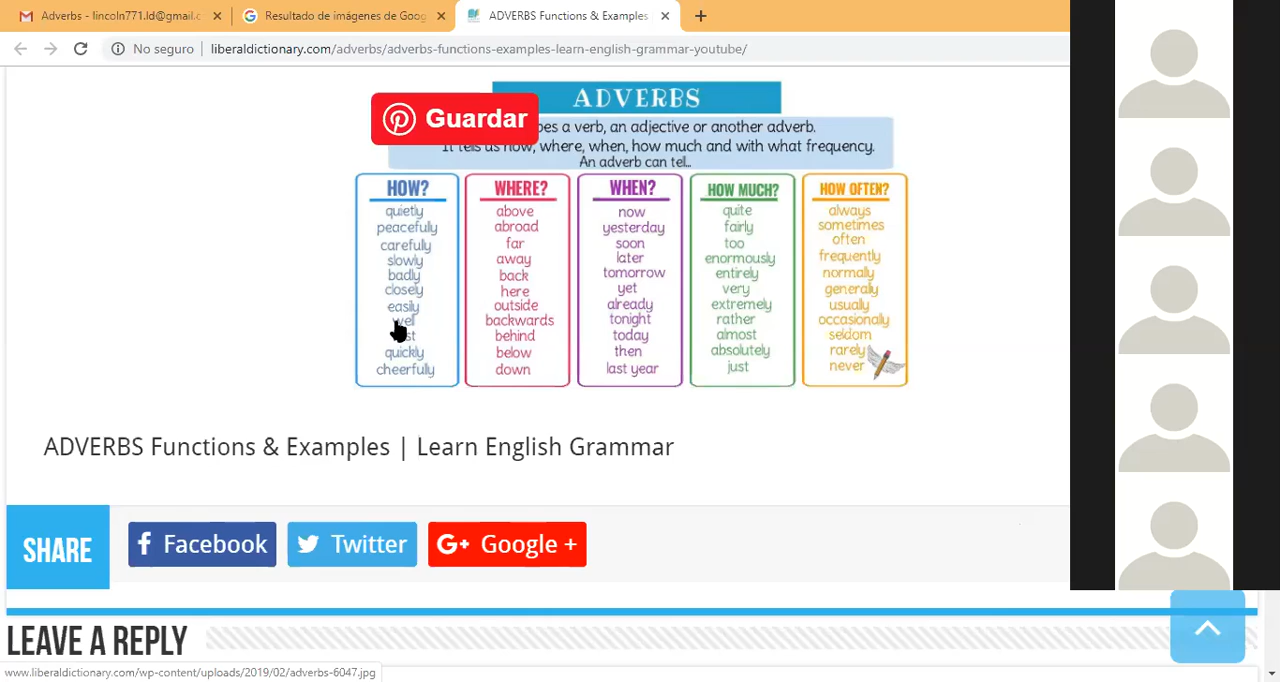 Adverbs - lincoln771.ld@gmail.c
Resultado de imágenes de Goog
ADVERBS Functions & Examples
No seguro
liberaldictionary.com/adverbs/adverbs-functions-examples-learn-english-grammar-youtube/
ADVERBS
Guardar
a verb, an adjective or another adverb.
how, where, when, how much and with what frequency.
An adverb can tell...
HOW?
quietly
peacefully
carefully
slowly
badly
closely
easily
quickly
cheerfully
WHERE?
above
abroad
far
away
back
here
outside
backwards
behind
below
down
WHEN?
now
yesterday
soon
later
tomorrow
yet
already
tonight
today
then
last year
HOW MUCH?
quite
fairly
too
enormously
entirely
very
extremely
rather
almost
absolutely
just
HOW OFTEN?
always
sometimes
often
frequently
normally
generally
usually
occasionally
seldom
rarely
never
ADVERBS Functions & Examples | Learn English Grammar
SHARE
Facebook
Twitter
G+ Google +
LEAVE A REPLY
www.liberaldictionary.com/wp-content/uploads/2019/02/adverbs-6047.jpg